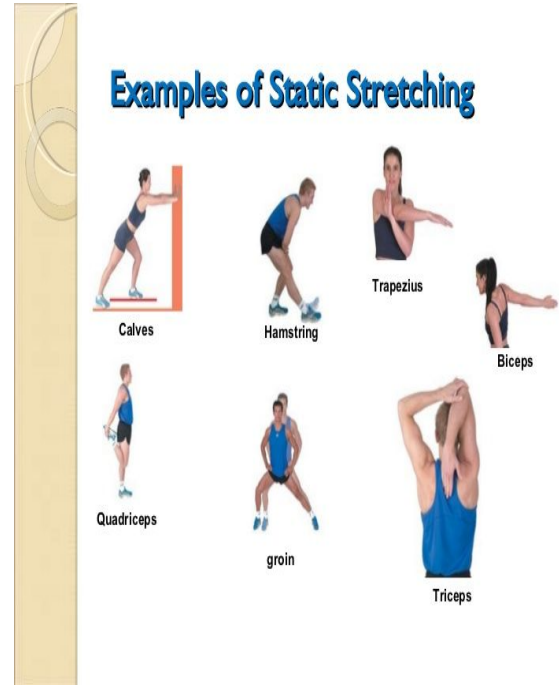 Examples of Static Stretching
Calves
Hamstring
Trapezius
Biceps
Quadriceps
groin
Triceps